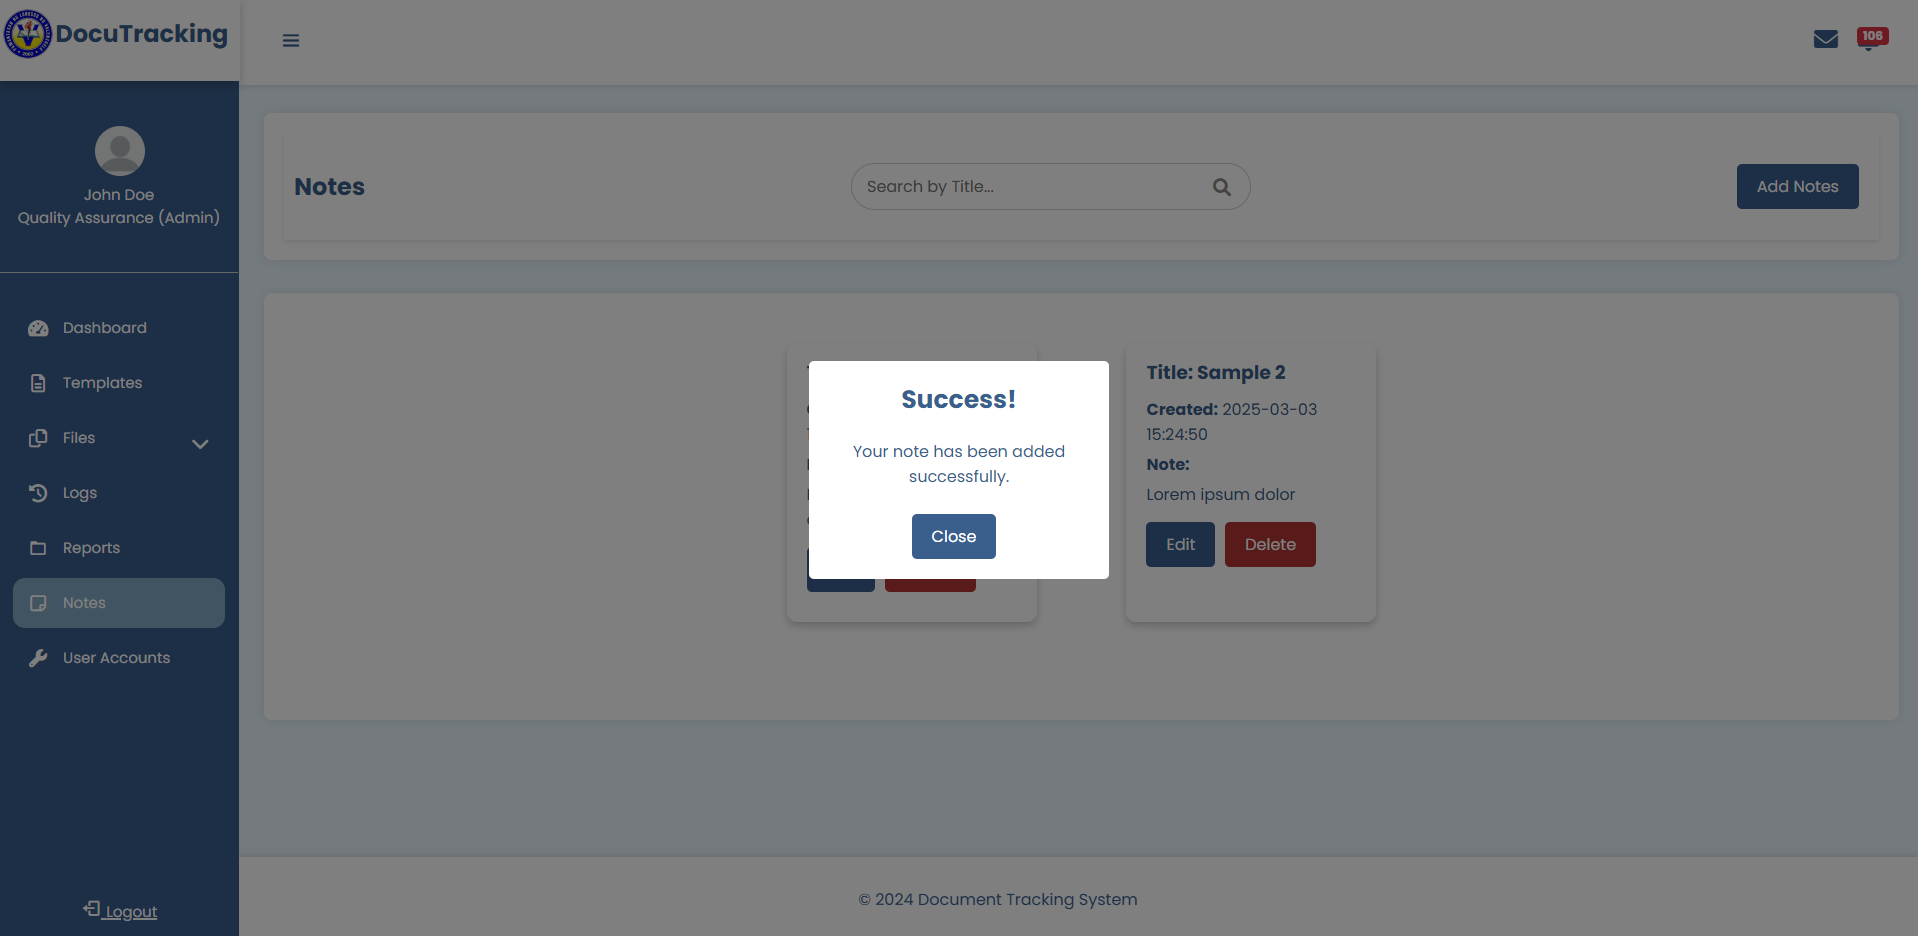 DocuTracking
106
John Doe
Quality Assurance (Admin)
Notes
Search by Title...
Add Notes
Dashboard
Templates
Files
Logs
Reports
Notes
User Accounts
Logout
Success!
Your note has been added
successfully.
Close
Title: Sample 2
Created: 2025-03-03
15:24:50
Note:
Lorem ipsum dolor
Edit
Delete
© 2024 Document Tracking System